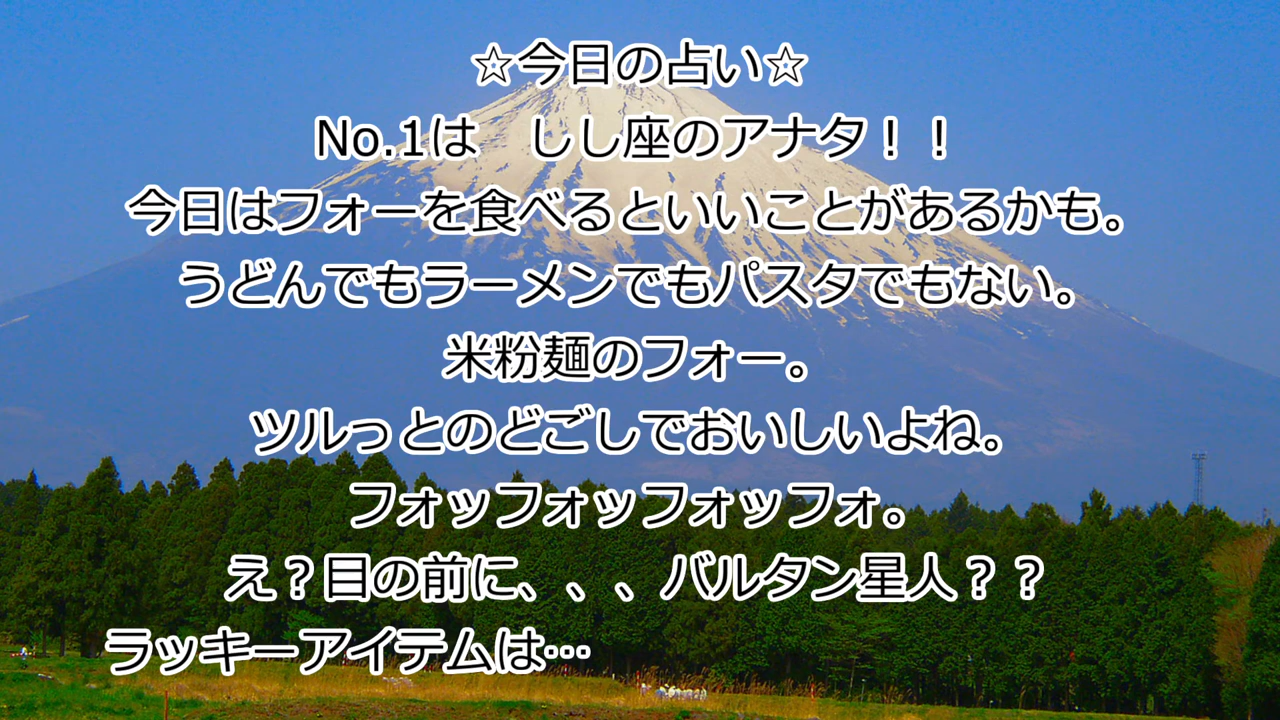 ☆今日の占い☆
No.1は　しし座のアナタ！！
今日はフォーを食べるといいことがあるかも。
うどんでもラーメンでもパスタでもない。
米粉麺のフォー。
ツルっとのどごしでおいしいよね。
フォッフォッフォッフォ。
え？目の前に、、、バルタン星人？？
ラッキーアイテムは…